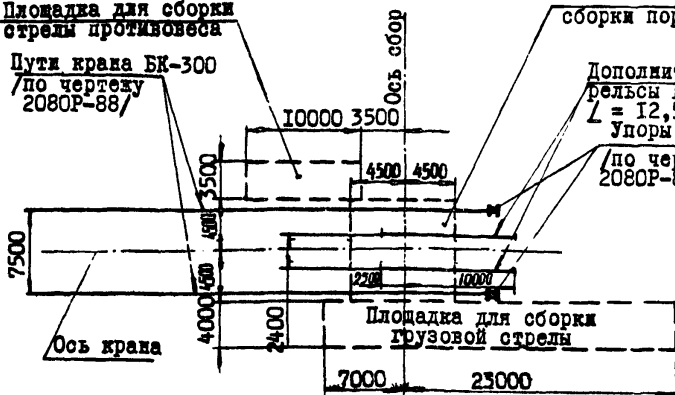 Площадка для сборки
стрелы противовеса
сборки пор
Пути крана БК-300
/по чертежу
2080Р-88/
Ось сбор
Дополнит
рельсы
L = 12,
Упоры
/по чер
2080Р-8
10000 3500
3500
4500 4500
4500
7500
4500
2500 10000
4000
2400
Площадка для сборки
грузовой стрелы
Ось крана
7000 23000